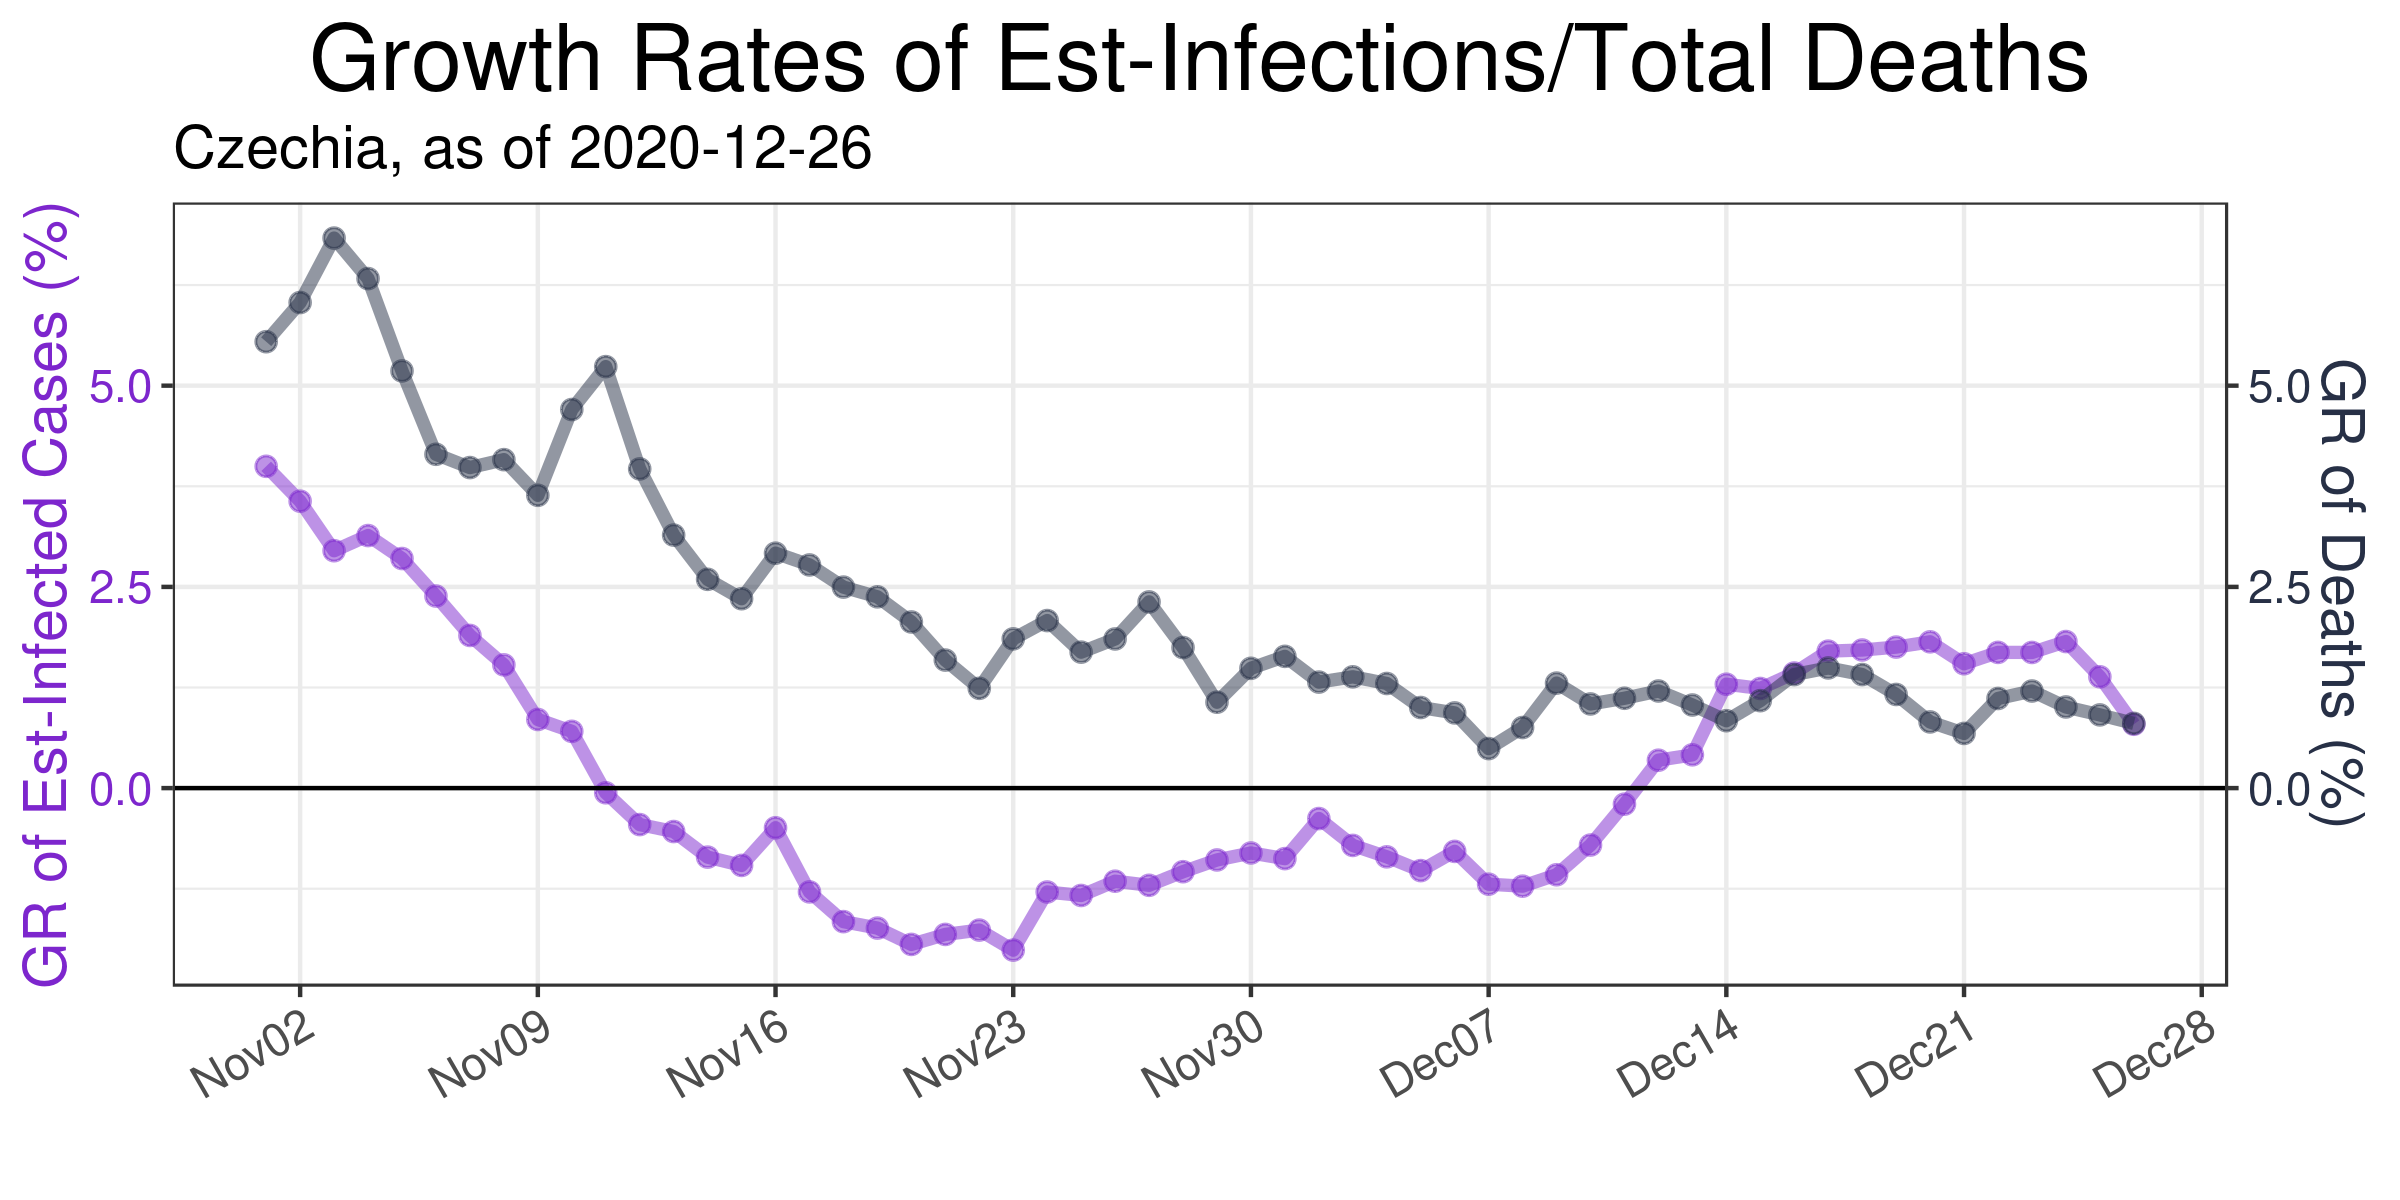 Growth Rates of Est-Infections/Total Deaths
Czechia, as of 2020-12-26
GR of Est-Infected Cases (%)
5.0
2.5
0.0
5.0
2.5
0.0
GR of Deaths (%)
Nov02
Nov09
Nov16
Nov23
Nov30
Dec07
Dec14
Dec21
Dec28